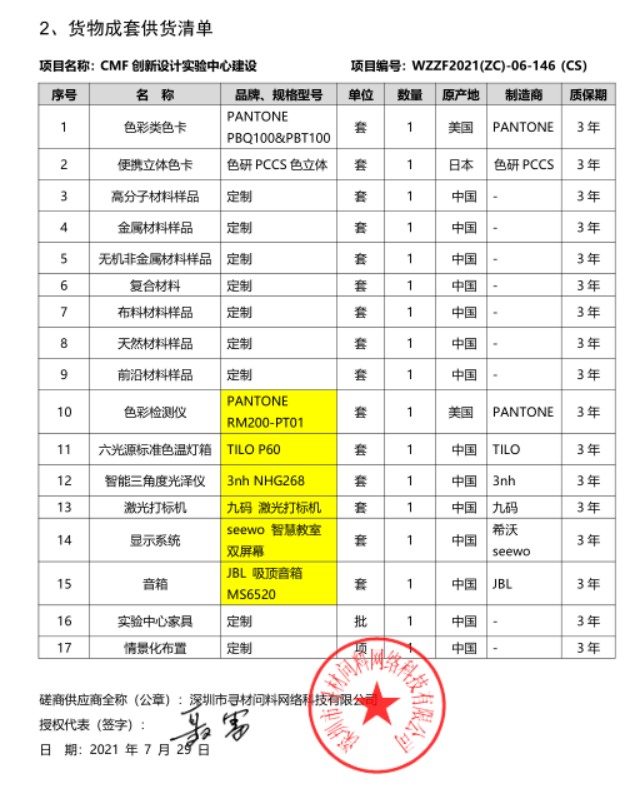 2、货物成套供货清单
项目名称：CMF 创新设计实验中心建设 项目编号：WZZF2021(ZC)-06-146（CS）
序号 名 称 品牌、规格型号 单位 数量 原产地 制造商 质保期
1 色彩类色卡 PANTONE PBQ100&PBT100 套 1 美国 PANTONE 3 年
2 便携立体色卡 色研 PCCS 色立体 套 1 日本 色研 PCCS 3 年
3 高分子材料样品 定制 套 1 中国 - 3 年
4 金属材料样品 定制 套 1 中国 - 3 年
5 无机非金属材料样品 定制 套 1 中国 - 3 年
6 复合材料 定制 套 1 中国 - 3 年
7 布料材料样品 定制 套 1 中国 - 3 年
8 天然材料样品 定制 套 1 中国 - 3 年
9 前沿材料样品 定制 套 1 中国 - 3 年
10 色彩检测仪 PANTONE RM200-PT01 套 1 美国 PANTONE 3 年
11 六光源标准色温灯箱 TILO P60 套 1 中国 TILO 3 年
12 智能三角度光泽仪 3nh NHG268 套 1 中国 3nh 3 年
13 激光打标机 九码 激光打标机 套 1 中国 九码 3 年
14 显示系统 seewo 智慧教室双屏幕 套 1 中国 希沃 seewo 3 年
15 音箱 JBL 吸顶音箱 MS6520 套 1 中国 JBL 3 年
16 实验中心家具 定制 批 1 中国 - 3 年
17 情景化布置 定制 项 1 中国 - 3 年
磋商供应商全称（公章）：深圳市寻材问料网络科技有限公司
授权代表（签字）：
日 期：2021 年 7 月 29 日
深圳市寻材问料网络科技有限公司